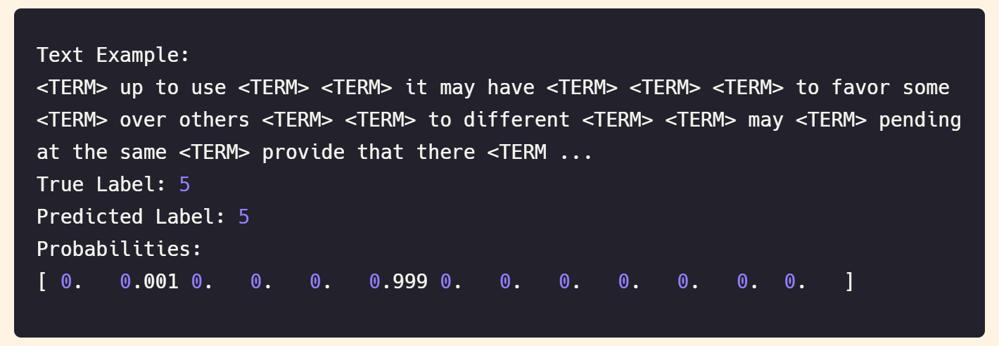 Text Example:
<TERM> up to use <TERM> <TERM> it may have <TERM> <TERM> <TERM> to favor some
<TERM> over others <TERM> <TERM> to different <TERM> <TERM> may <TERM> pending
at the same <TERM> provide that there <TERM ...
True Label: 5
Predicted Label: 5
Probabilities:
[ 0.   0.001 0.   0.   0.   0.999 0.   0.   0.   0.   0.   0.  0.   ]